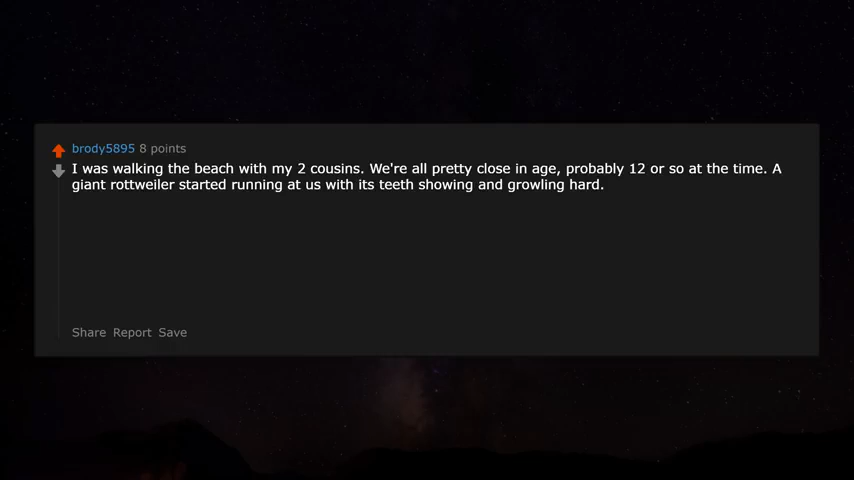 brody5895 8 points
I was walking the beach with my 2 cousins. We're all pretty close in age, probably 12 or so at the time. A
giant rottweiler started running at us with its teeth showing and growling hard.
Share Report Save